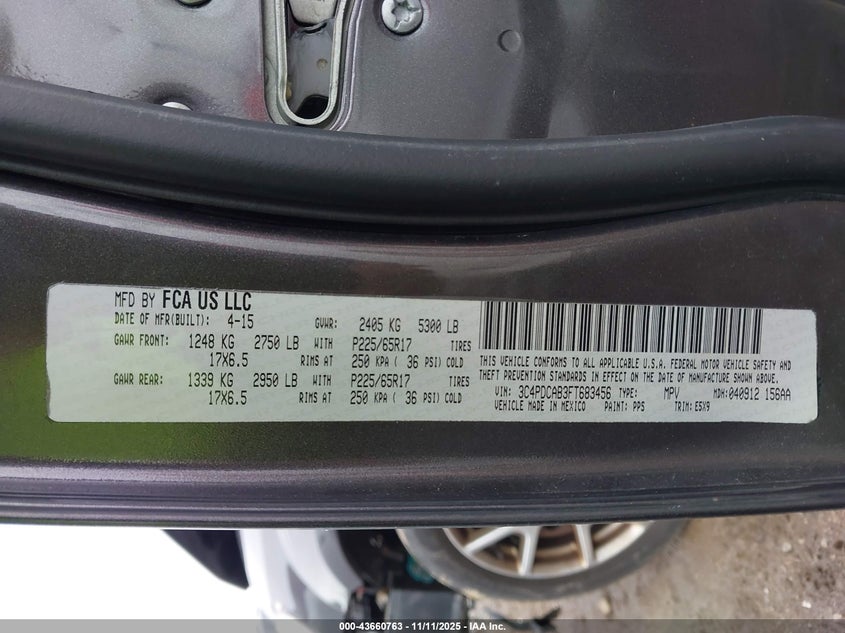 MFD BY FCA US LLC
DATE OF MFR(BUILT): 4-15 GVWR: 2405 KG 5300 LB
GAWR FRONT: 1248 KG 2750 LB WITH P225/65R17 TIRES
17X6.5 RIMS AT 250 KPA ( 36 PSI) COLD
GAWR REAR: 1339 KG 2950 LB WITH P225/65R17 TIRES
17X6.5 RIMS AT 250 KPA ( 36 PSI) COLD
THIS VEHICLE CONFORMS TO ALL APPLICABLE U.S.A. FEDERAL MOTOR VEHICLE SAFETY AND
THEFT PREVENTION STANDARDS IN EFFECT ON THE DATE OF MANUFACTURE SHOWN ABOVE.
VIN: 3C4PDCAB3FT683456 TYPE: MPV MDH:040912 156AA
VEHICLE MADE IN MEXICO PAINT: PPS TRIM: E5X9
000-43660763 - 11/11/2025 - IAA Inc.